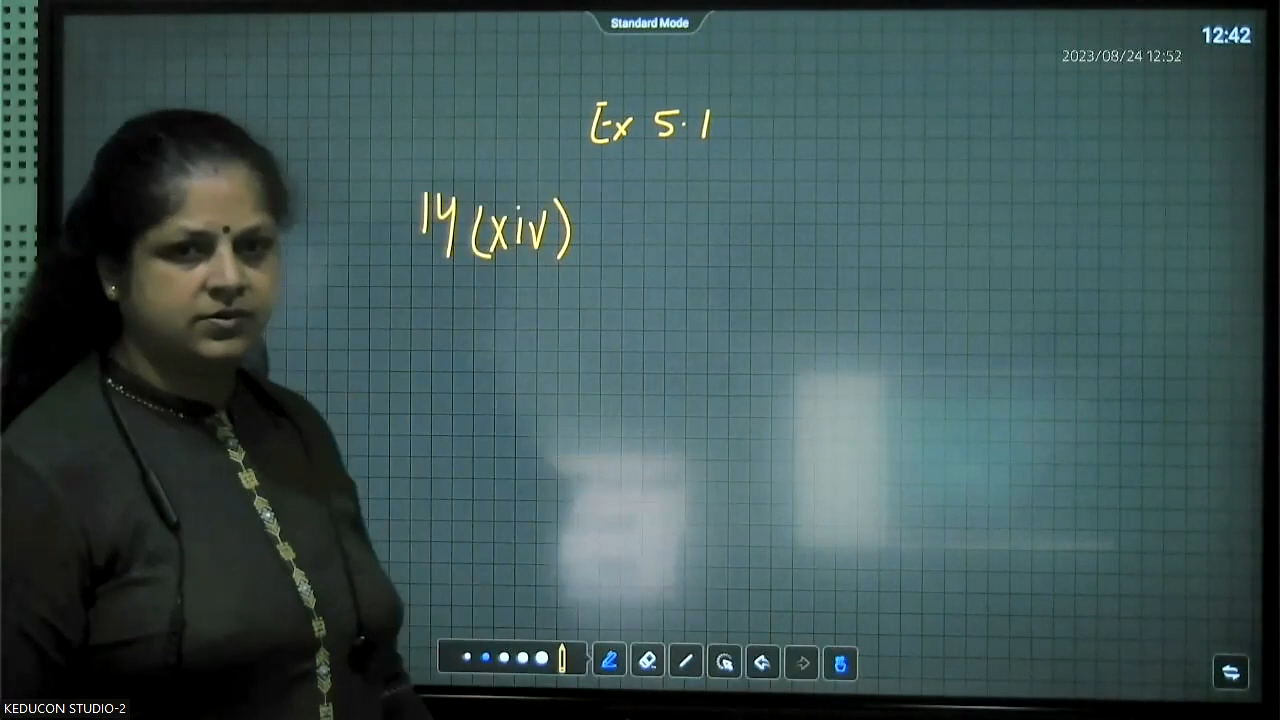 Standard Mode
12:42
2023/08/24 12:52
Ex 5.1
14 (xiv)
KEDUCON STUDIO-2